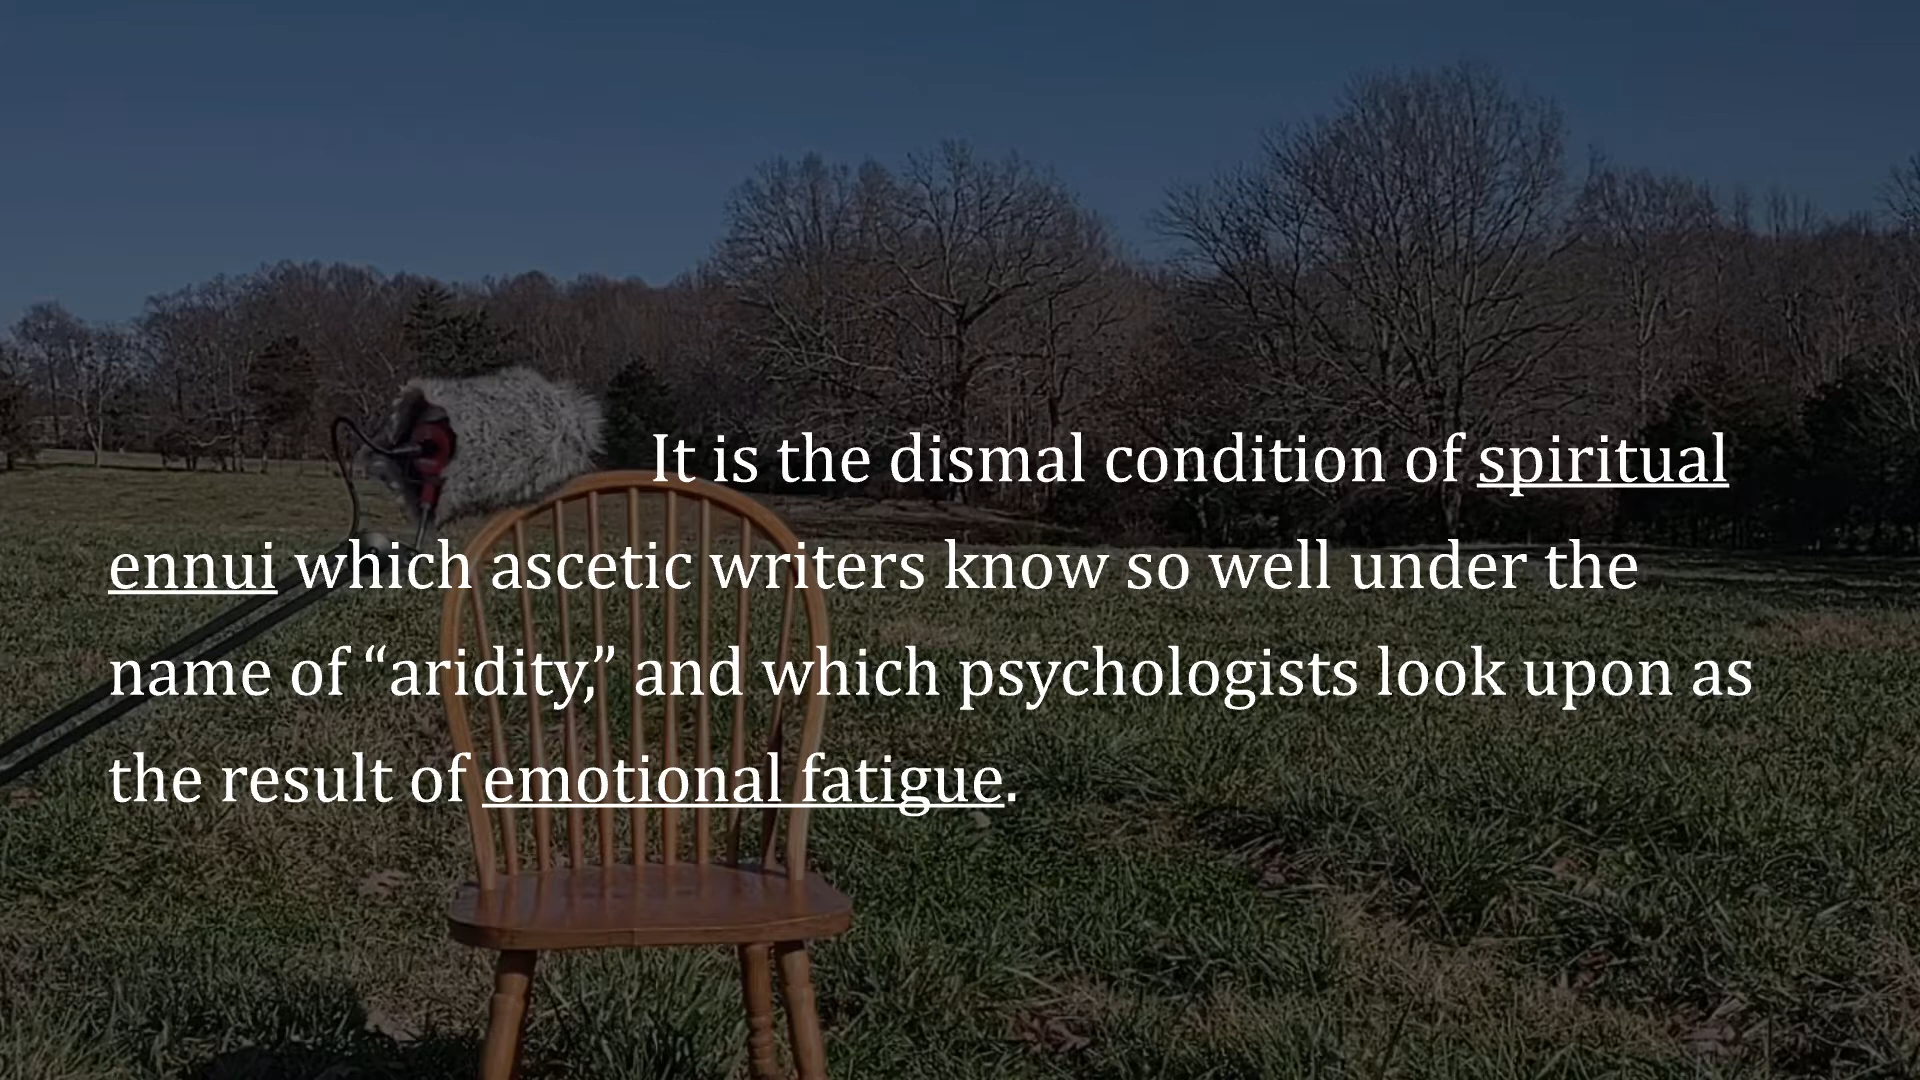 It is the dismal condition of spiritual
ennui which ascetic writers know so well under the
name of “aridity,” and which psychologists look upon as
the result of emotional fatigue.